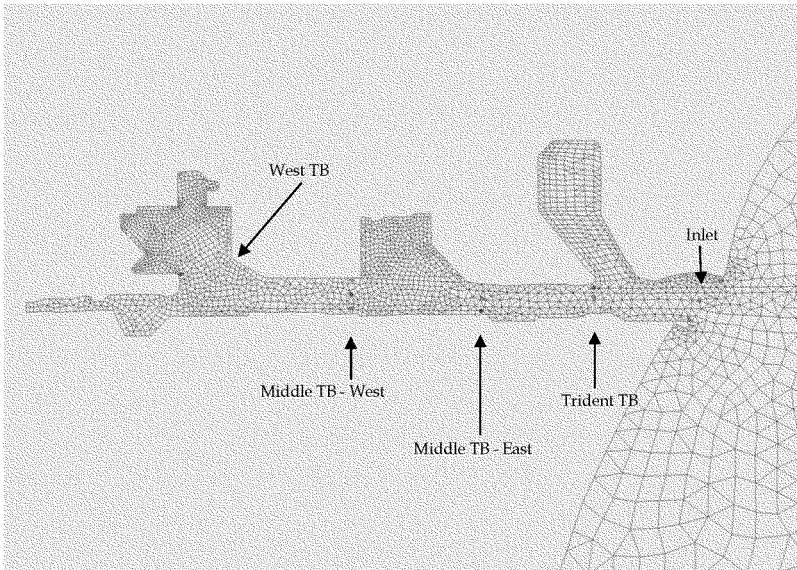 West TB
Inlet
Middle TB - West
Trident TB
Middle TB - East